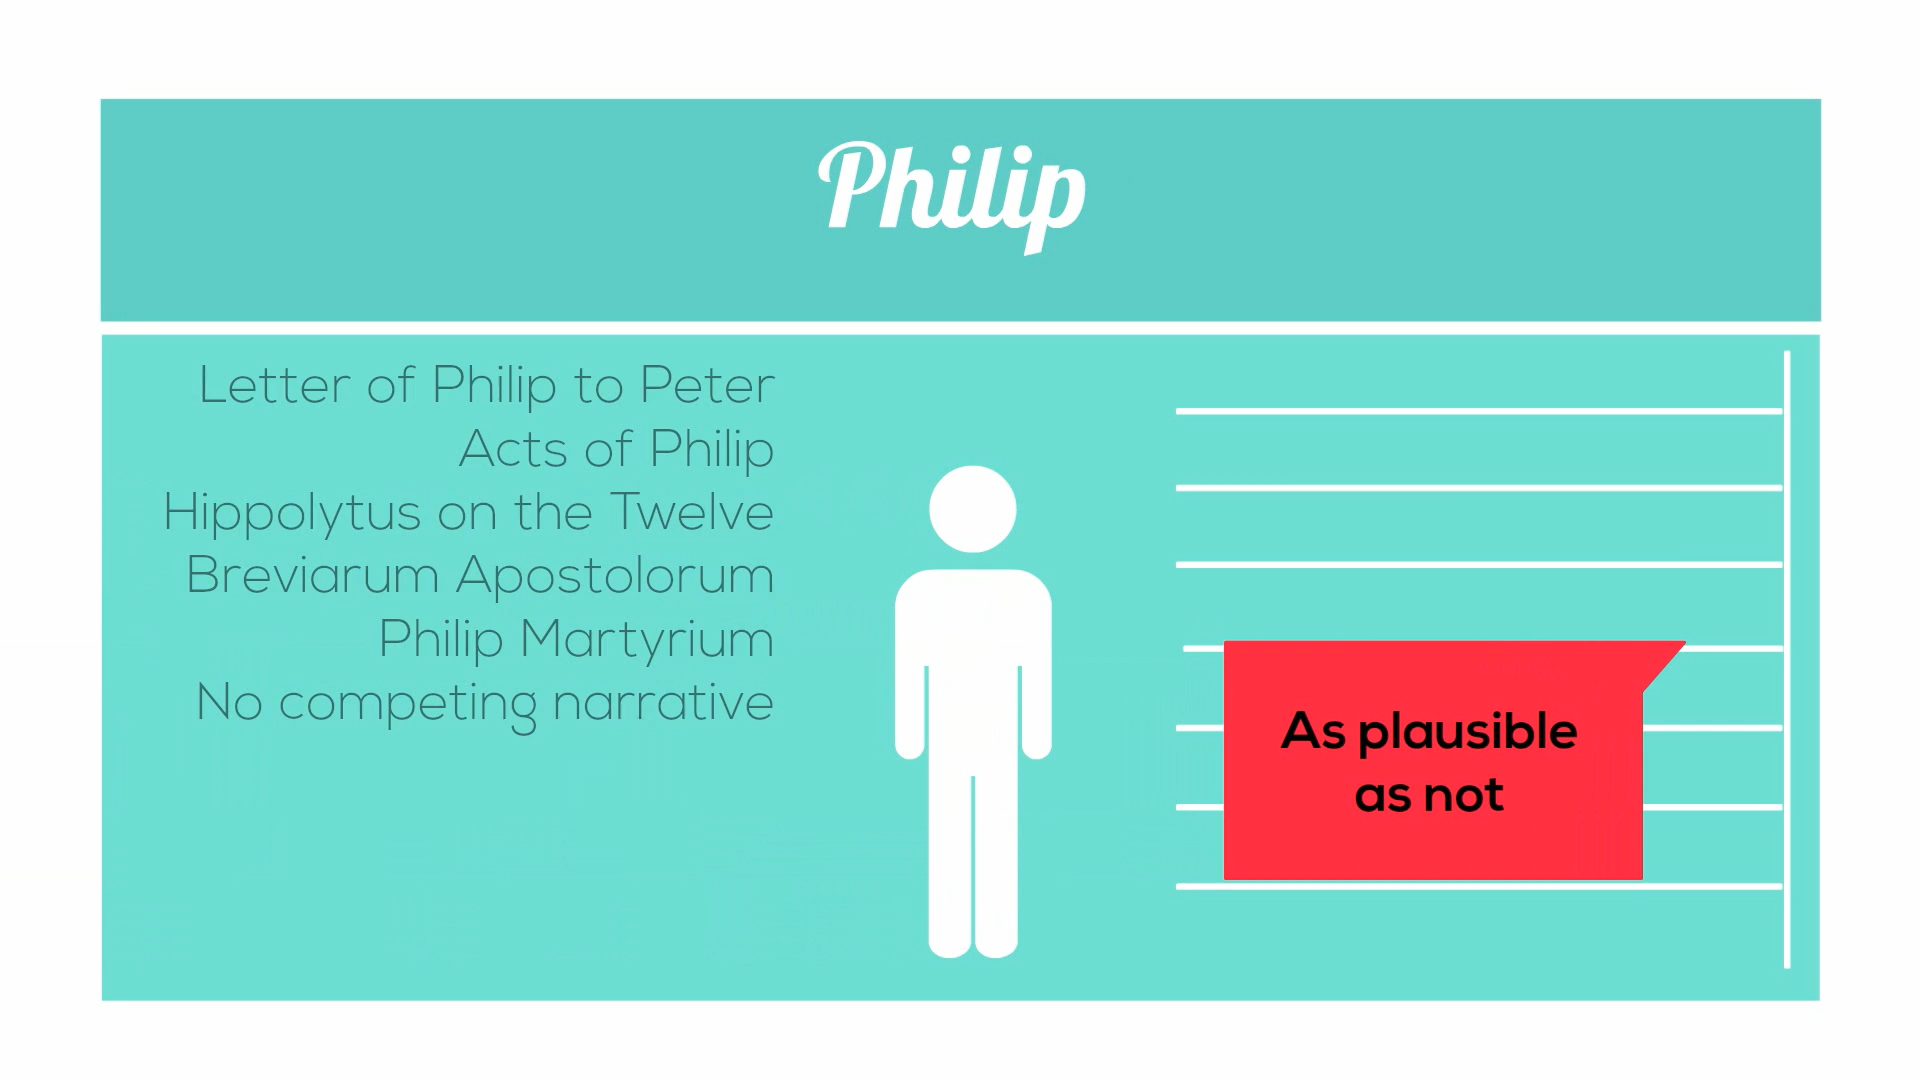 Philip
Letter of Philip to Peter
Acts of Philip
Hippolytus on the Twelve
Breviarum Apostolorum
Philip Martyrium
No competing narrative
As plausible
as not